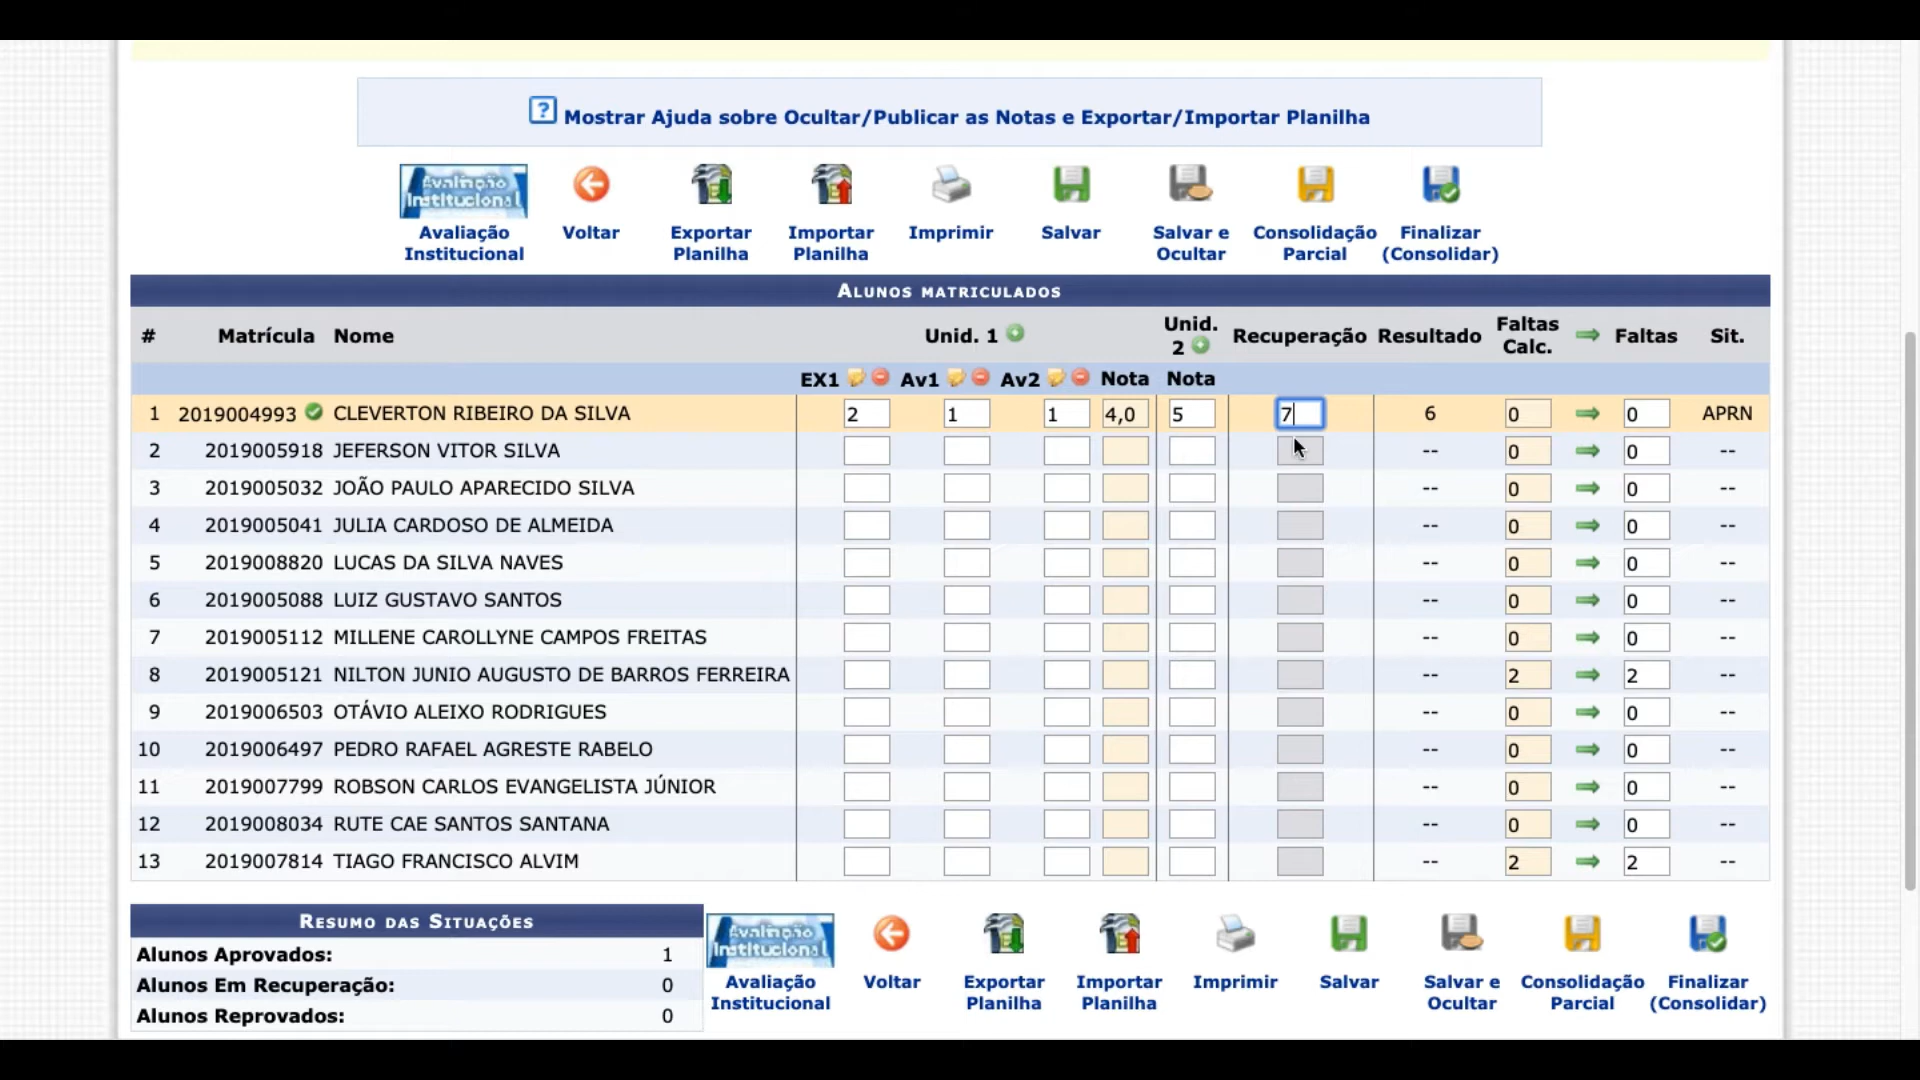 Mostrar Ajuda sobre Ocultar/Publicar as Notas e Exportar/Importar Planilha
Avaliação Institucional
Avaliação Institucional Voltar Exportar Planilha Importar Planilha Imprimir Salvar Salvar e Ocultar Consolidação Parcial Finalizar (Consolidar)
ALUNOS MATRICULADOS
# Matrícula Nome Unid. 1 Unid. 2 Recuperação Resultado Faltas Calc. Faltas Sit.
EX1 Av1 Av2 Nota Nota
1 2019004993 CLEVERTON RIBEIRO DA SILVA 2 1 1 4,0 5 7 6 0 0 APRN
2 2019005918 JEFERSON VITOR SILVA -- 0 0 --
3 2019005032 JOÃO PAULO APARECIDO SILVA -- 0 0 --
4 2019005041 JULIA CARDOSO DE ALMEIDA -- 0 0 --
5 2019008820 LUCAS DA SILVA NAVES -- 0 0 --
6 2019005088 LUIZ GUSTAVO SANTOS -- 0 0 --
7 2019005112 MILLENE CAROLLYNE CAMPOS FREITAS -- 0 0 --
8 2019005121 NILTON JUNIO AUGUSTO DE BARROS FERREIRA -- 2 2 --
9 2019006503 OTÁVIO ALEIXO RODRIGUES -- 0 0 --
10 2019006497 PEDRO RAFAEL AGRESTE RABELO -- 0 0 --
11 2019007799 ROBSON CARLOS EVANGELISTA JÚNIOR -- 0 0 --
12 2019008034 RUTE CAE SANTOS SANTANA -- 0 0 --
13 2019007814 TIAGO FRANCISCO ALVIM -- 2 2 --
RESUMO DAS SITUAÇÕES
Alunos Aprovados: 1
Alunos Em Recuperação: 0
Alunos Reprovados: 0
Avaliação Institucional
Avaliação Institucional Voltar Exportar Planilha Importar Planilha Imprimir Salvar Salvar e Ocultar Consolidação Parcial Finalizar (Consolidar)